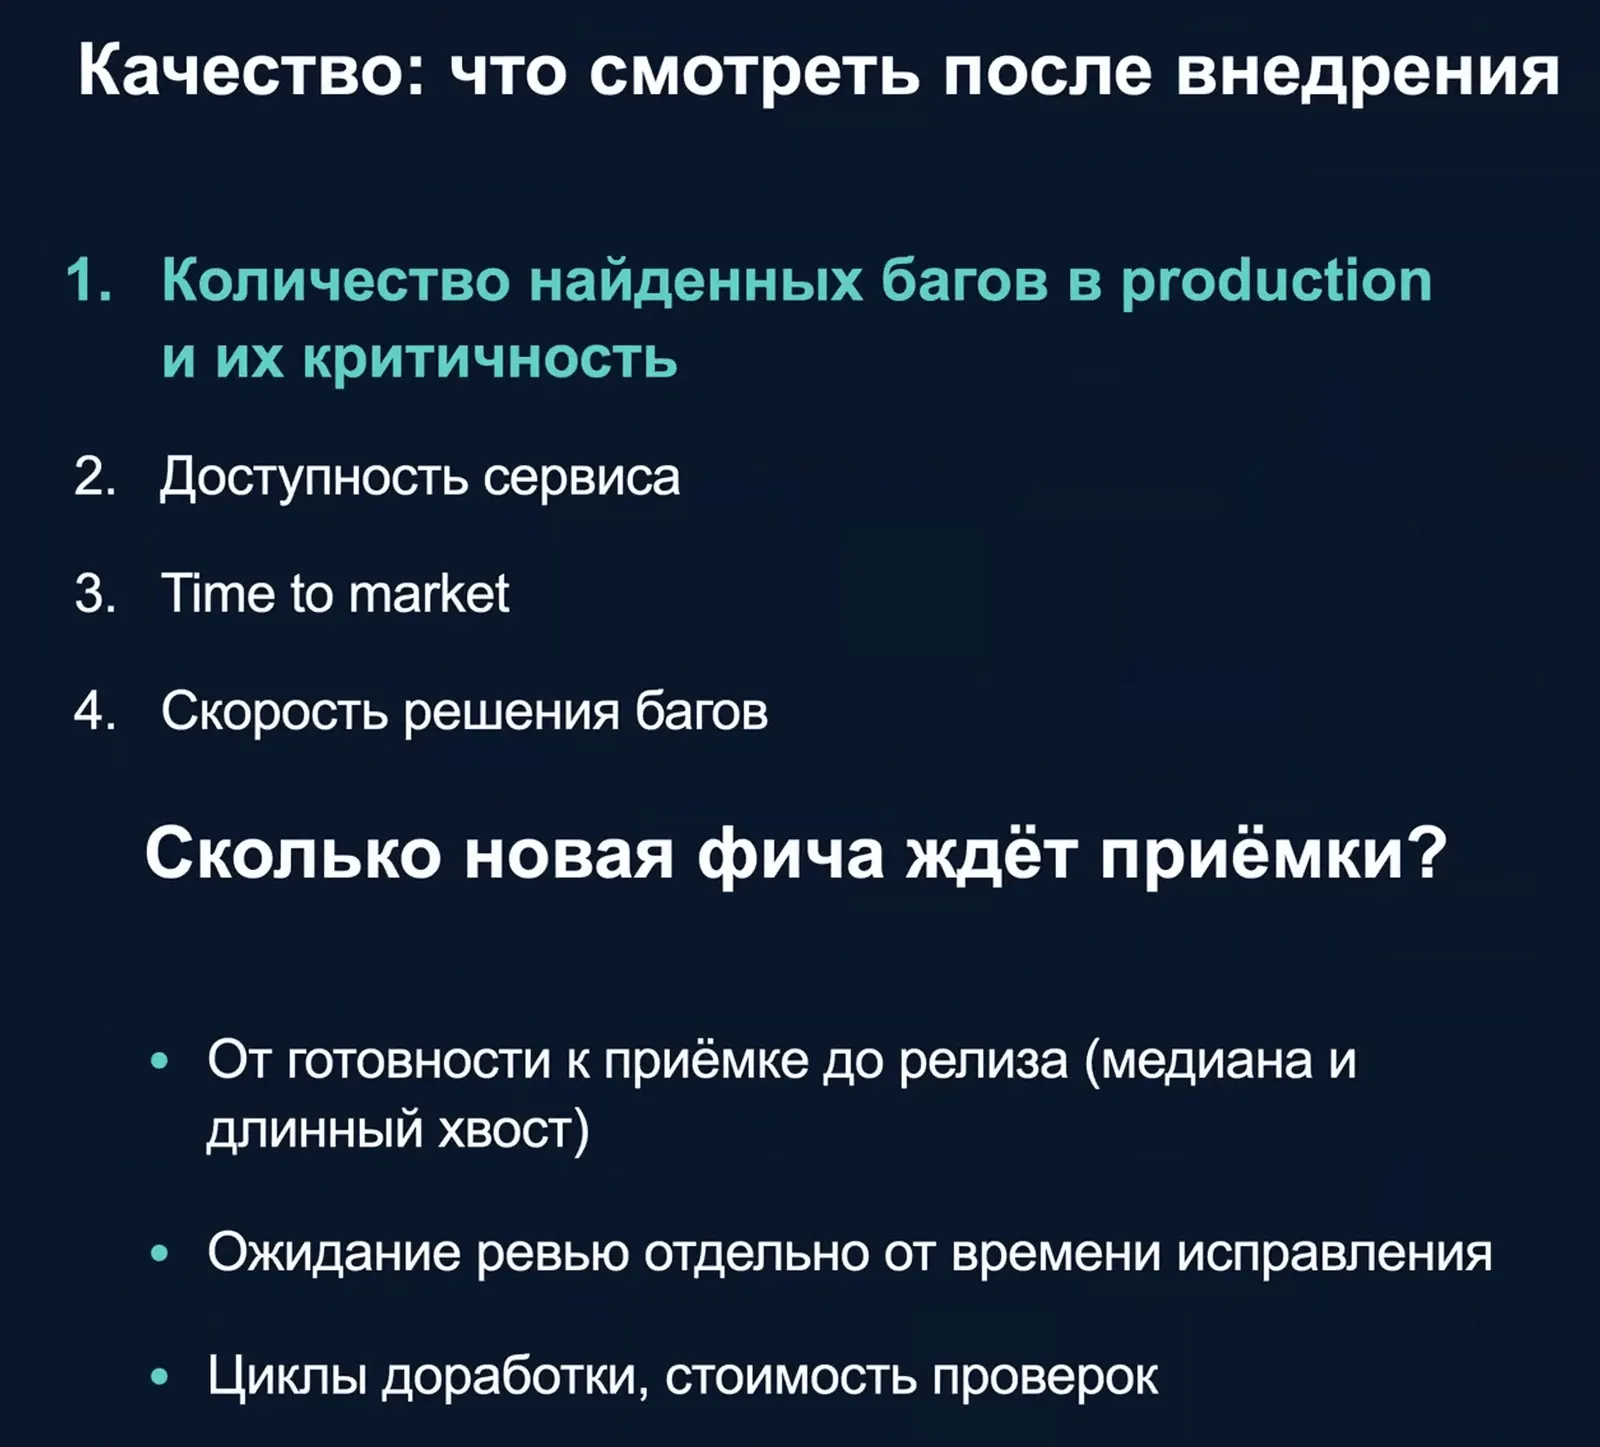 Качество: что смотреть после внедрения
1. Количество найденных багов в production
и их критичность
2. Доступность сервиса
3. Time to market
4. Скорость решения багов
Сколько новая фича ждёт приёмки?
• От готовности к приёмке до релиза (медиана и
длинный хвост)
• Ожидание ревью отдельно от времени исправления
• Циклы доработки, стоимость проверок